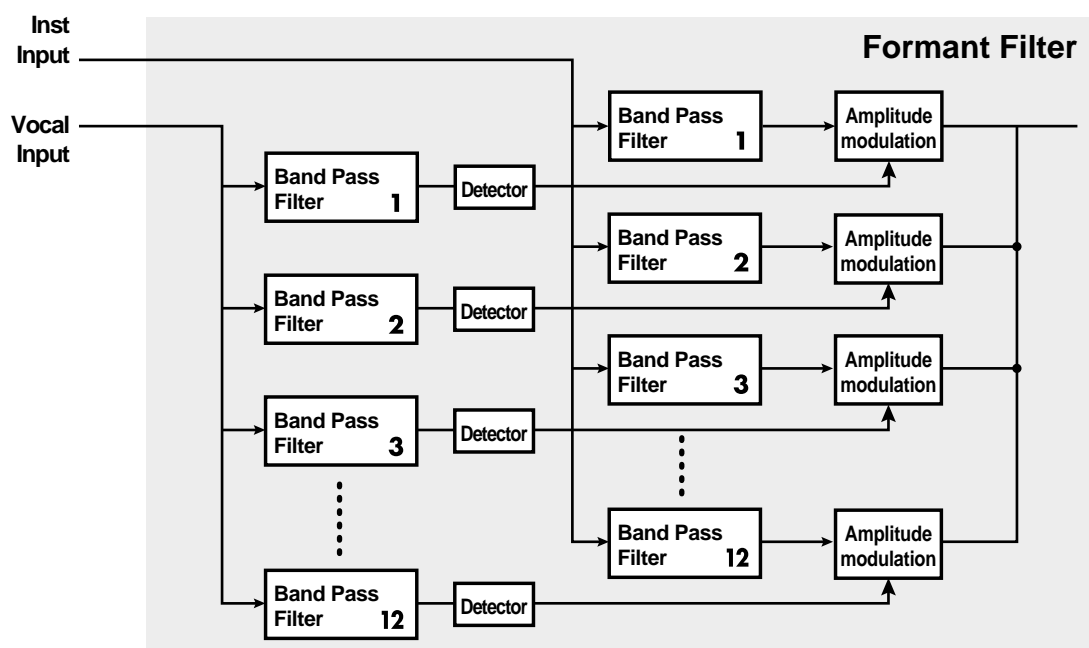 Inst
Input
Formant Filter
Vocal
Input
Band Pass
Filter 1
Amplitude
modulation
Band Pass
Filter 1
Detector
Band Pass
Filter 2
Amplitude
modulation
Band Pass
Filter 2
Detector
Band Pass
Filter 3
Amplitude
modulation
Band Pass
Filter 3
Detector
Band Pass
Filter 12
Amplitude
modulation
Band Pass
Filter 12
Detector